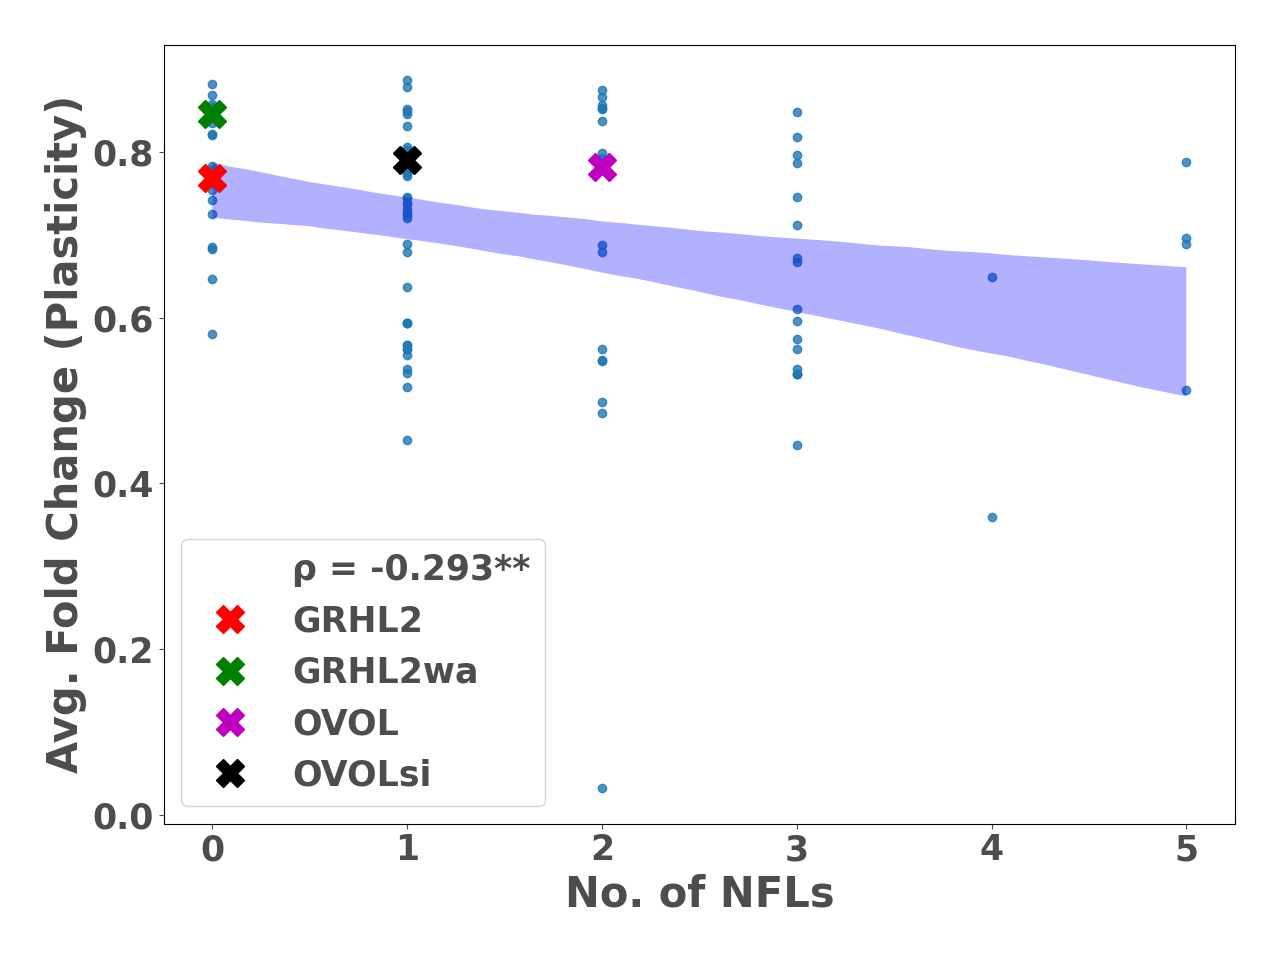 Avg. Fold Change (Plasticity)
0.8
0.6
0.4
0.2
0.0
ρ = -0.293**
GRHL2
GRHL2wa
OVOL
OVOLsi
0 1 2 3 4 5
No. of NFLs